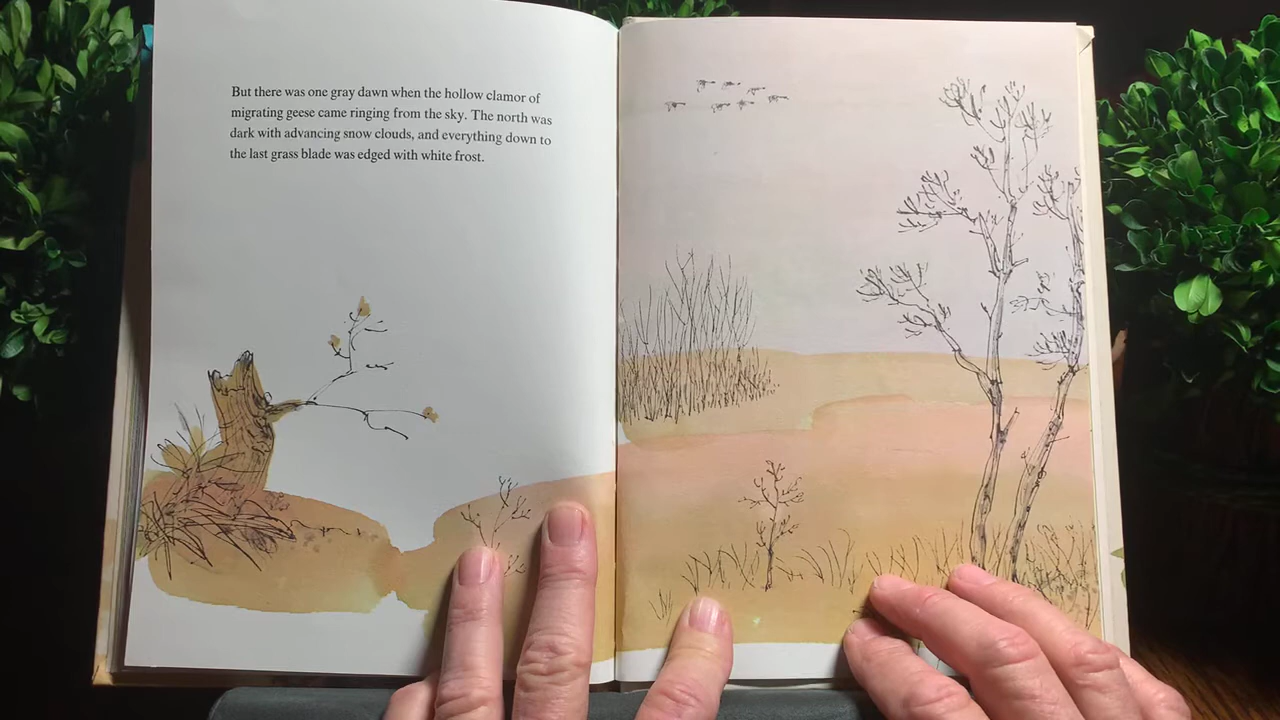 But there was one gray dawn when the hollow clamor of
migrating geese came ringing from the sky. The north was
dark with advancing snow clouds, and everything down to
the last grass blade was edged with white frost.